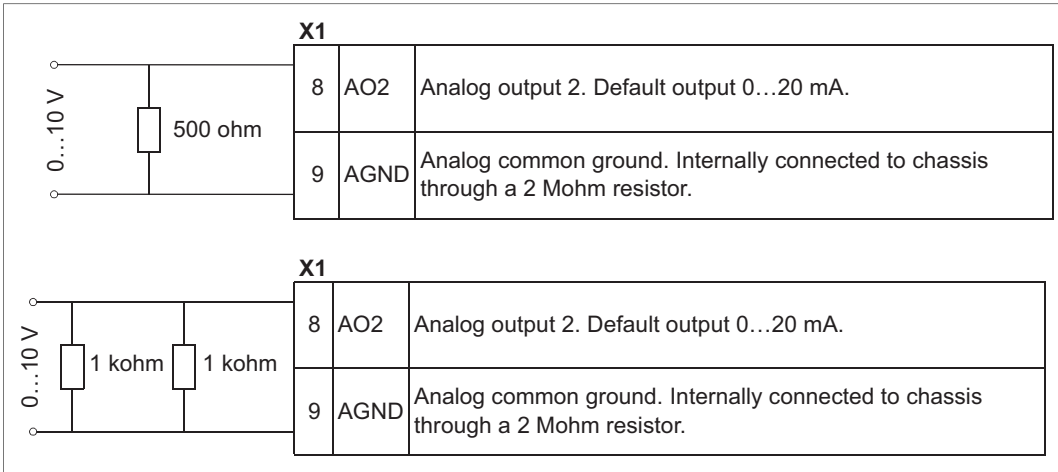 X1
0…10 V
500 ohm
8 AO2 Analog output 2. Default output 0…20 mA.
9 AGND Analog common ground. Internally connected to chassis
through a 2 Mohm resistor.
X1
0…10 V
1 kohm 1 kohm
8 AO2 Analog output 2. Default output 0…20 mA.
9 AGND Analog common ground. Internally connected to chassis
through a 2 Mohm resistor.